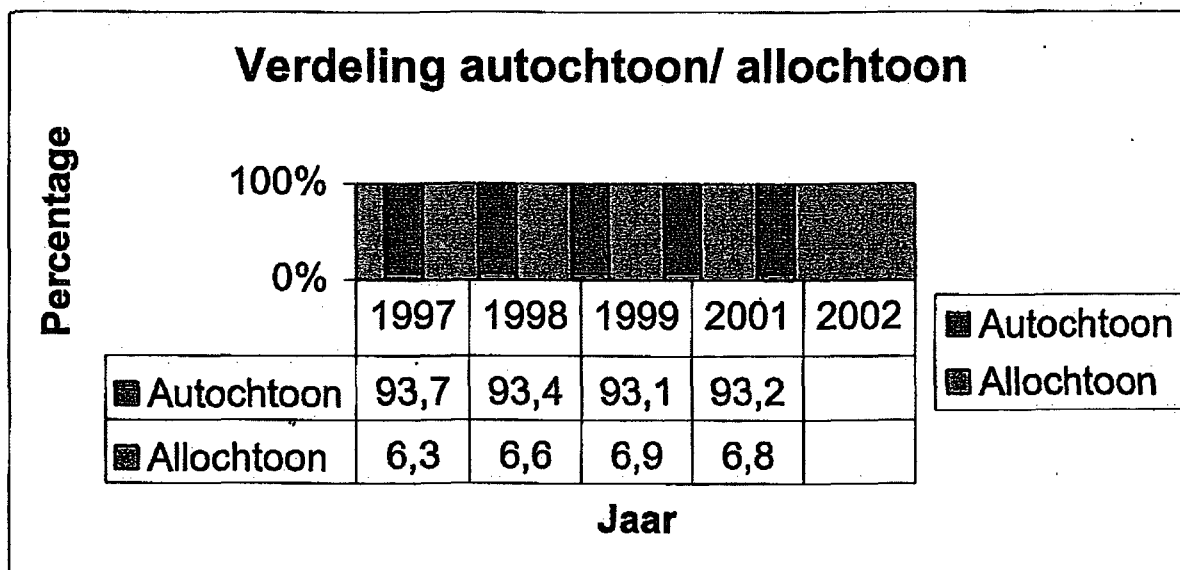 Verdeling autochtoon/ allochtoon
Percentage
100%
0%
1997 1998 1999 2001 2002
Autochtoon 93,7 93,4 93,1 93,2
Allochtoon 6,3 6,6 6,9 6,8
Jaar
Autochtoon
Allochtoon